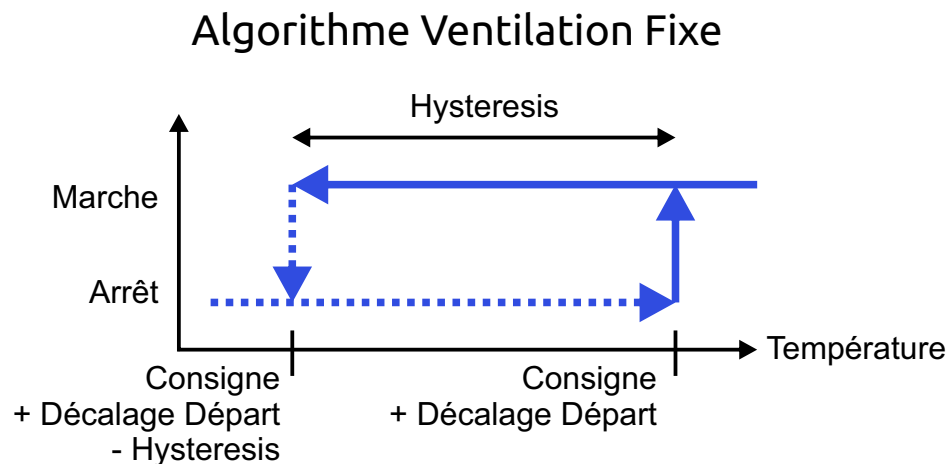 Algorithme Ventilation Fixe
Hysteresis
Marche
Arrêt
Température
Consigne
+ Décalage Départ
- Hysteresis
Consigne
+ Décalage Départ